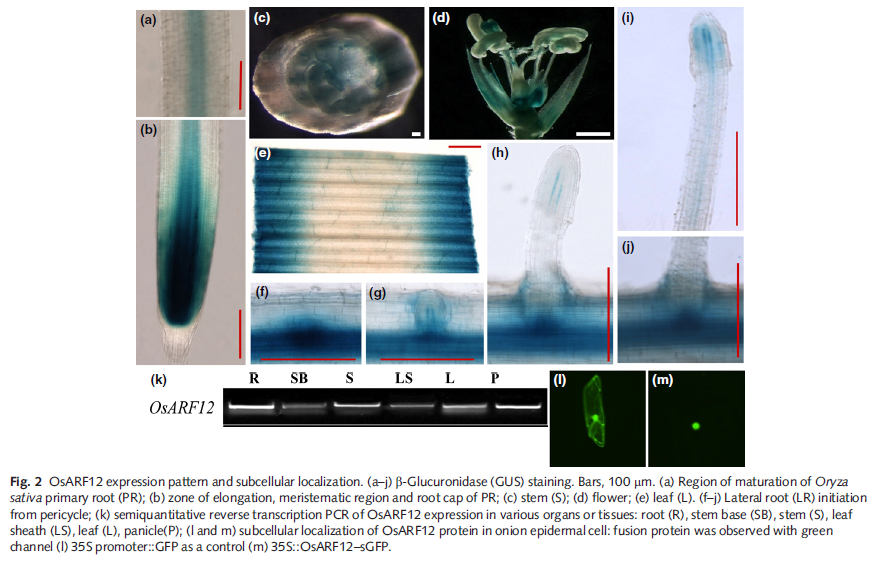 (a)
(b)
(c)
(d)
(e)
(f)
(g)
(h)
(i)
(j)
(k)
R SB S LS L P
OsARF12
(l)
(m)
Fig. 2 OsARF12 expression pattern and subcellular localization. (a–j) β-Glucuronidase (GUS) staining. Bars, 100 μm. (a) Region of maturation of Oryza
sativa primary root (PR); (b) zone of elongation, meristematic region and root cap of PR; (c) stem (S); (d) flower; (e) leaf (L). (f–j) Lateral root (LR) initiation
from pericycle; (k) semiquantitative reverse transcription PCR of OsARF12 expression in various organs or tissues: root (R), stem base (SB), stem (S), leaf
sheath (LS), leaf (L), panicle(P); (l and m) subcellular localization of OsARF12 protein in onion epidermal cell: fusion protein was observed with green
channel (l) 35S promoter::GFP as a control (m) 35S::OsARF12–sGFP.